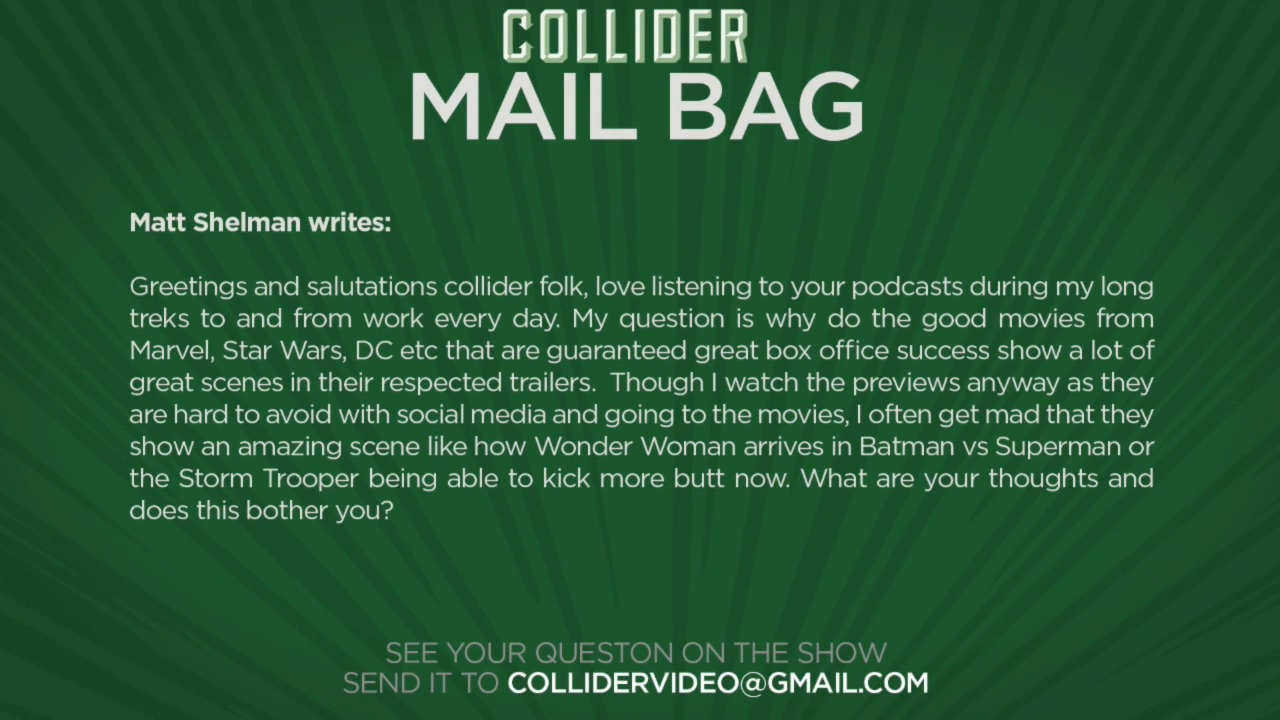 COLLIDER
MAIL BAG
Matt Shelman writes:
Greetings and salutations collider folk, love listening to your podcasts during my long
treks to and from work every day. My question is why do the good movies from
Marvel, Star Wars, DC etc that are guaranteed great box office success show a lot of
great scenes in their respected trailers.  Though I watch the previews anyway as they
are hard to avoid with social media and going to the movies, I often get mad that they
show an amazing scene like how Wonder Woman arrives in Batman vs Superman or
the Storm Trooper being able to kick more butt now. What are your thoughts and
does this bother you?
SEE YOUR QUESTON ON THE SHOW
SEND IT TO COLLIDERVIDEO@GMAIL.COM